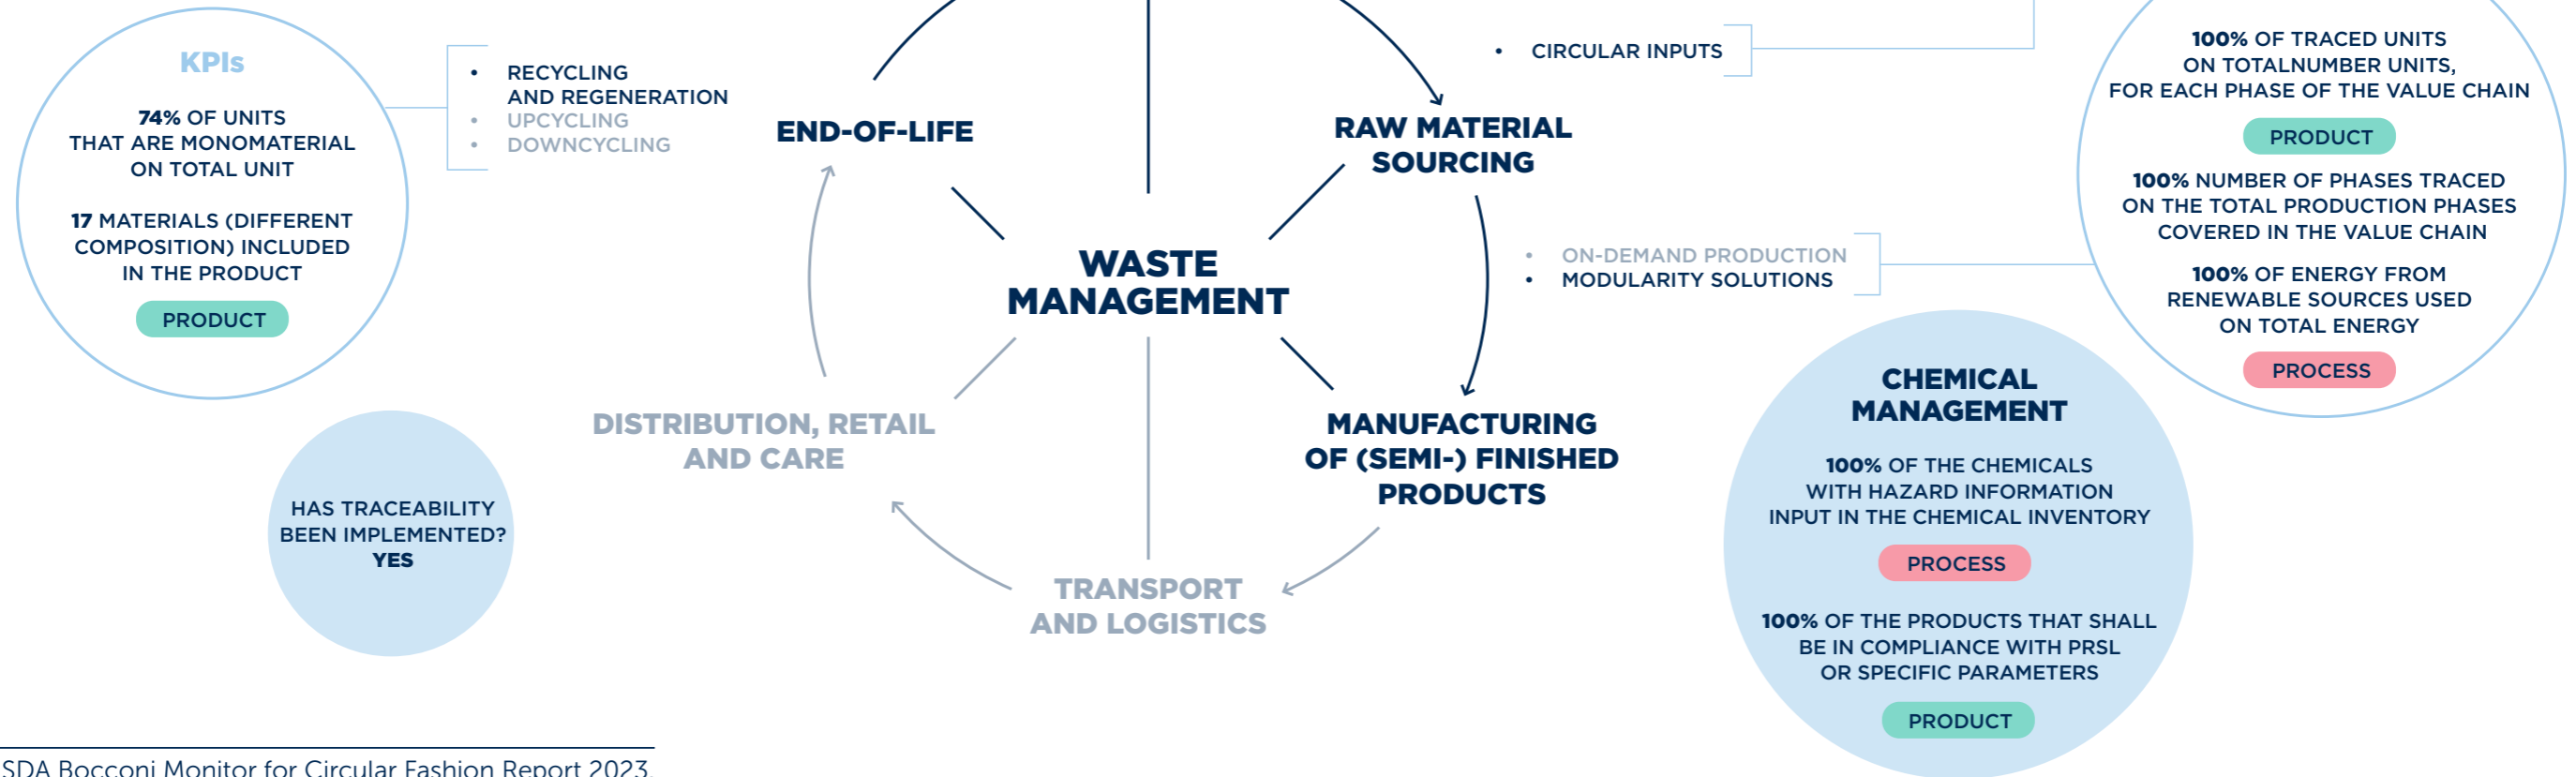 KPIs
74% OF UNITS
THAT ARE MONOMATERIAL
ON TOTAL UNIT
17 MATERIALS (DIFFERENT
COMPOSITION) INCLUDED
IN THE PRODUCT
PRODUCT
• RECYCLING
AND REGENERATION
• UPCYCLING
• DOWNCYCLING
END-OF-LIFE
• CIRCULAR INPUTS
RAW MATERIAL
SOURCING
100% OF TRACED UNITS
ON TOTALNUMBER UNITS,
FOR EACH PHASE OF THE VALUE CHAIN
PRODUCT
100% NUMBER OF PHASES TRACED
ON THE TOTAL PRODUCTION PHASES
COVERED IN THE VALUE CHAIN
100% OF ENERGY FROM
RENEWABLE SOURCES USED
ON TOTAL ENERGY
PROCESS
WASTE
MANAGEMENT
• ON-DEMAND PRODUCTION
• MODULARITY SOLUTIONS
DISTRIBUTION, RETAIL
AND CARE
MANUFACTURING
OF (SEMI-) FINISHED
PRODUCTS
CHEMICAL
MANAGEMENT
100% OF THE CHEMICALS
WITH HAZARD INFORMATION
INPUT IN THE CHEMICAL INVENTORY
PROCESS
100% OF THE PRODUCTS THAT SHALL
BE IN COMPLIANCE WITH PRSL
OR SPECIFIC PARAMETERS
PRODUCT
HAS TRACEABILITY
BEEN IMPLEMENTED?
YES
TRANSPORT
AND LOGISTICS
SDA Bocconi Monitor for Circular Fashion Report 2023.